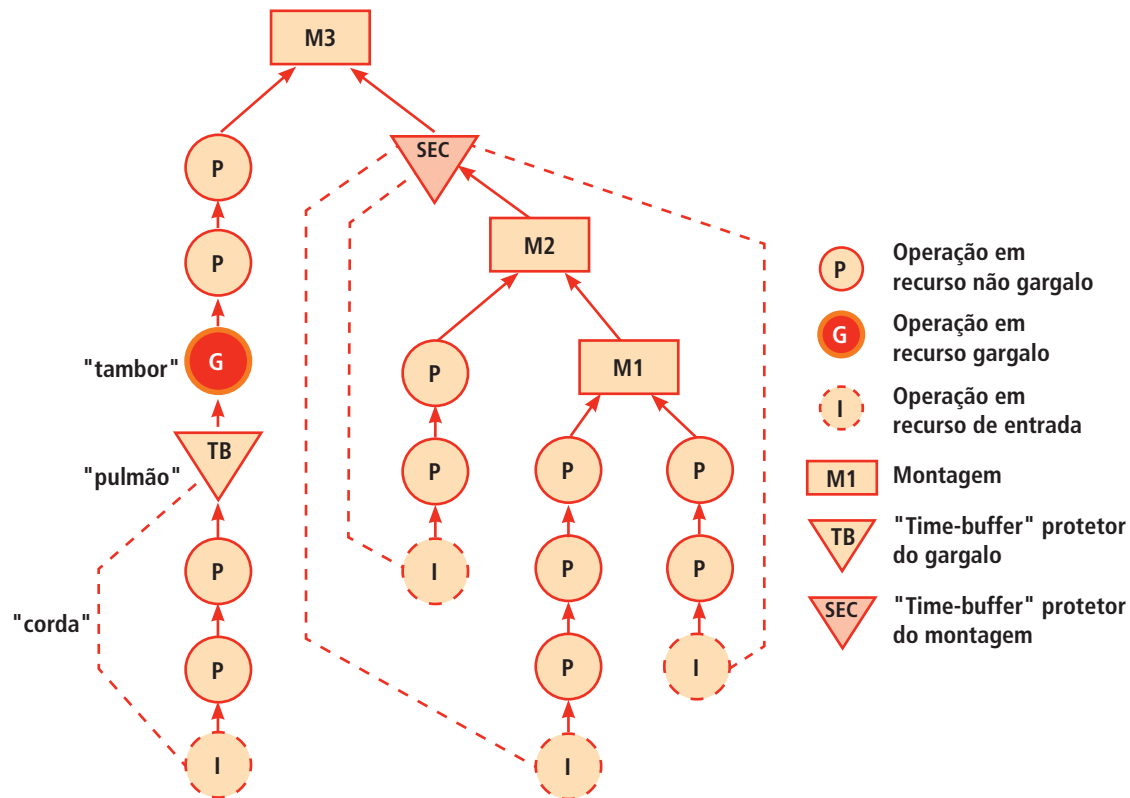 M3
P
SEC
P
M2
"tambor"
G
P
M1
"pulmão"
TB
P
P
P
P
I
P
P
"corda"
P
P
I
I
I
P
Operação em
recurso não gargalo
G
Operação em
recurso gargalo
I
Operação em
recurso de entrada
M1
Montagem
TB
"Time-buffer" protetor
do gargalo
SEC
"Time-buffer" protetor
do montagem